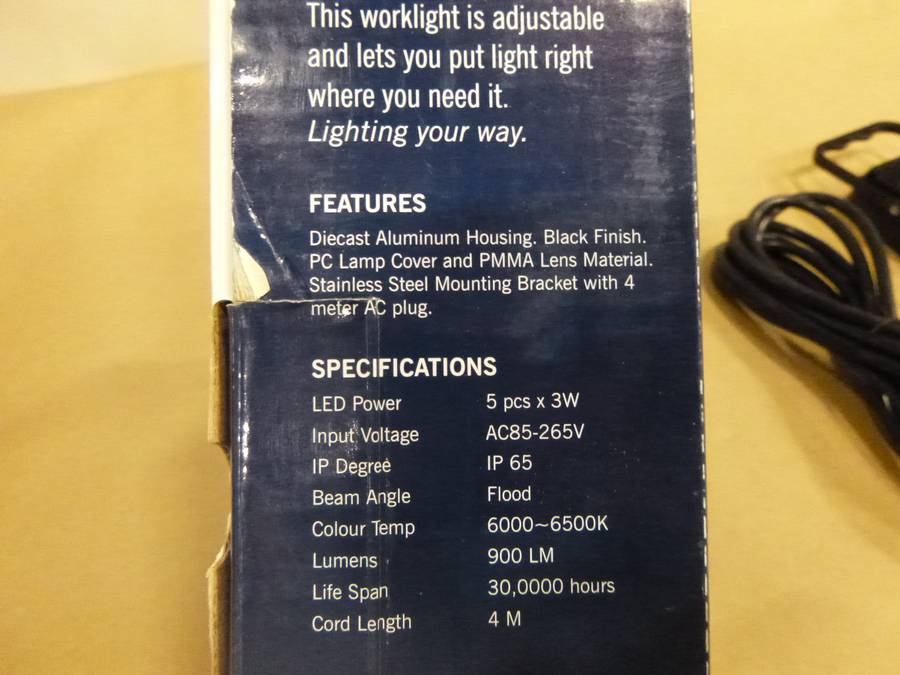 This worklight is adjustable
and lets you put light right
where you need it.
Lighting your way.
FEATURES
Diecast Aluminum Housing. Black Finish.
PC Lamp Cover and PMMA Lens Material.
Stainless Steel Mounting Bracket with 4
meter AC plug.
SPECIFICATIONS
LED Power 5 pcs x 3W
Input Voltage AC85-265V
IP Degree IP 65
Beam Angle Flood
Colour Temp 6000~6500K
Lumens 900 LM
Life Span 30,0000 hours
Cord Length 4 M